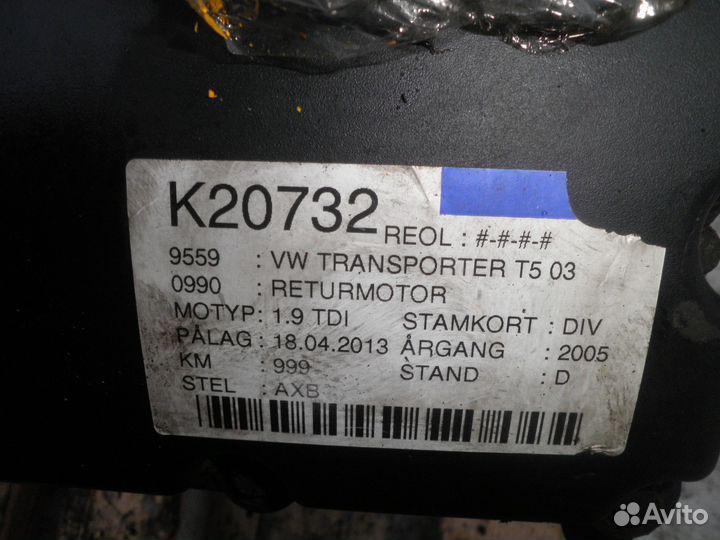 K20732 REOL : #-#-#-#
9559 : VW TRANSPORTER T5 03
0990 : RETURMOTOR
MOTYP : 1.9 TDI STAMKORT : DIV
PÅLAG : 18.04.2013 ÅRGANG : 2005
KM : 999 STAND : D
STEL : AXB
Avito